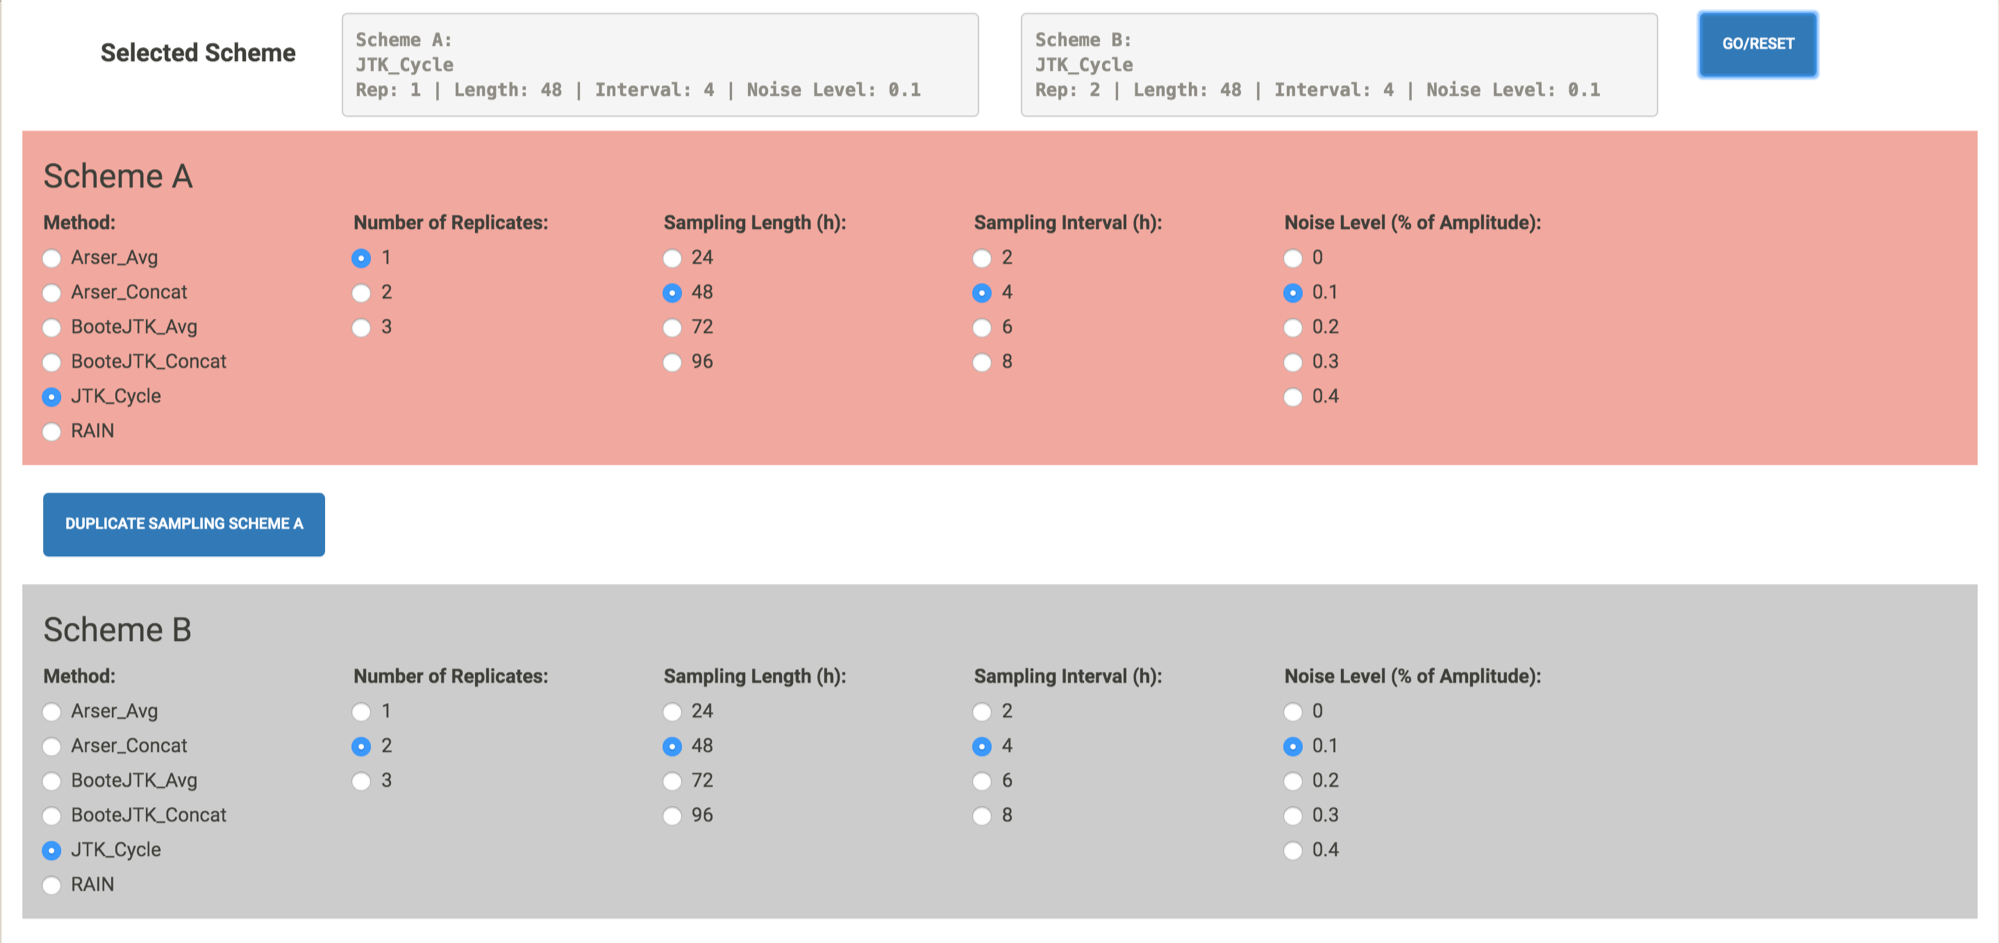 Selected Scheme
Scheme A:
JTK_Cycle
Rep: 1 | Length: 48 | Interval: 4 | Noise Level: 0.1
Scheme B:
JTK_Cycle
Rep: 2 | Length: 48 | Interval: 4 | Noise Level: 0.1
GO/RESET
Scheme A
Method:
Arser_Avg
Arser_Concat
BooteJTK_Avg
BooteJTK_Concat
JTK_Cycle
RAIN
Number of Replicates:
1
2
3
Sampling Length (h):
24
48
72
96
Sampling Interval (h):
2
4
6
8
Noise Level (% of Amplitude):
0
0.1
0.2
0.3
0.4
DUPLICATE SAMPLING SCHEME A
Scheme B
Method:
Arser_Avg
Arser_Concat
BooteJTK_Avg
BooteJTK_Concat
JTK_Cycle
RAIN
Number of Replicates:
1
2
3
Sampling Length (h):
24
48
72
96
Sampling Interval (h):
2
4
6
8
Noise Level (% of Amplitude):
0
0.1
0.2
0.3
0.4